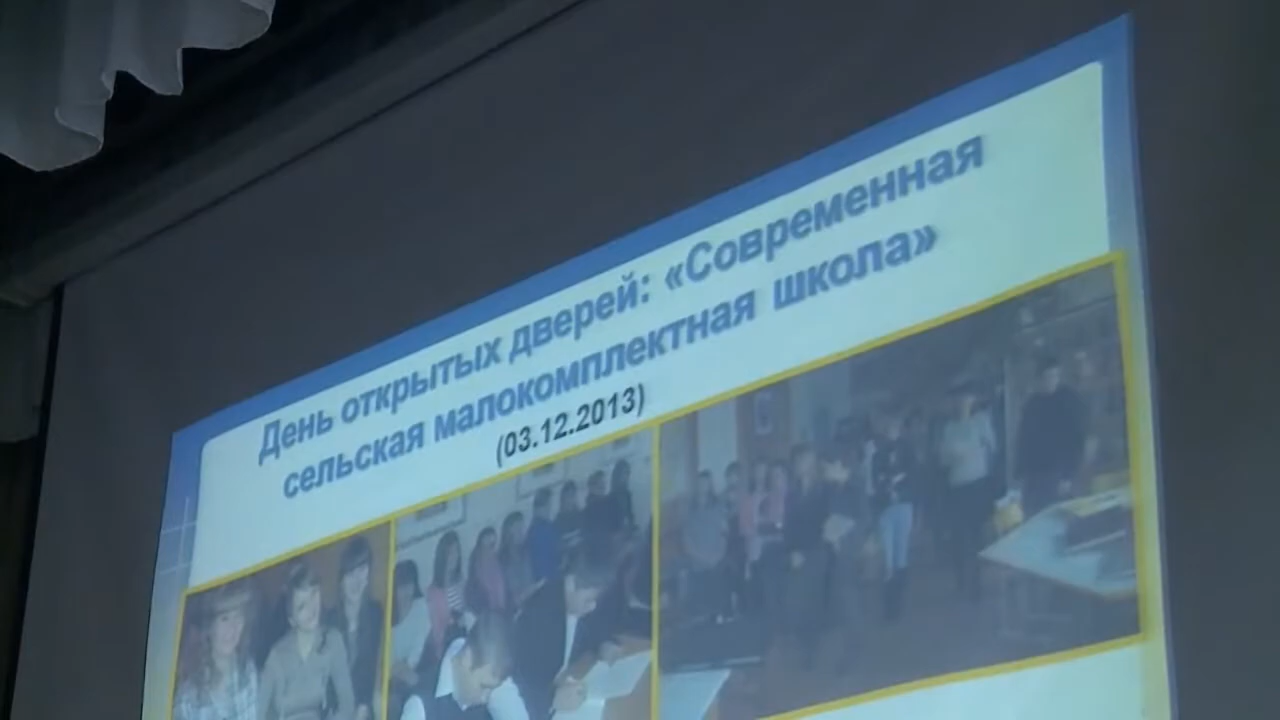 День открытых дверей: «Современная
сельская малокомплектная школа»
(03.12.2013)